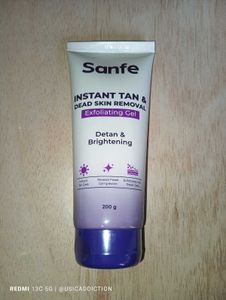 Sanfe
INSTANT TAN &
DEAD SKIN REMOVAL
Exfoliating Gel
Detan &
Brightening
200 g
REDMI 13C 5G | @USICADDICTION